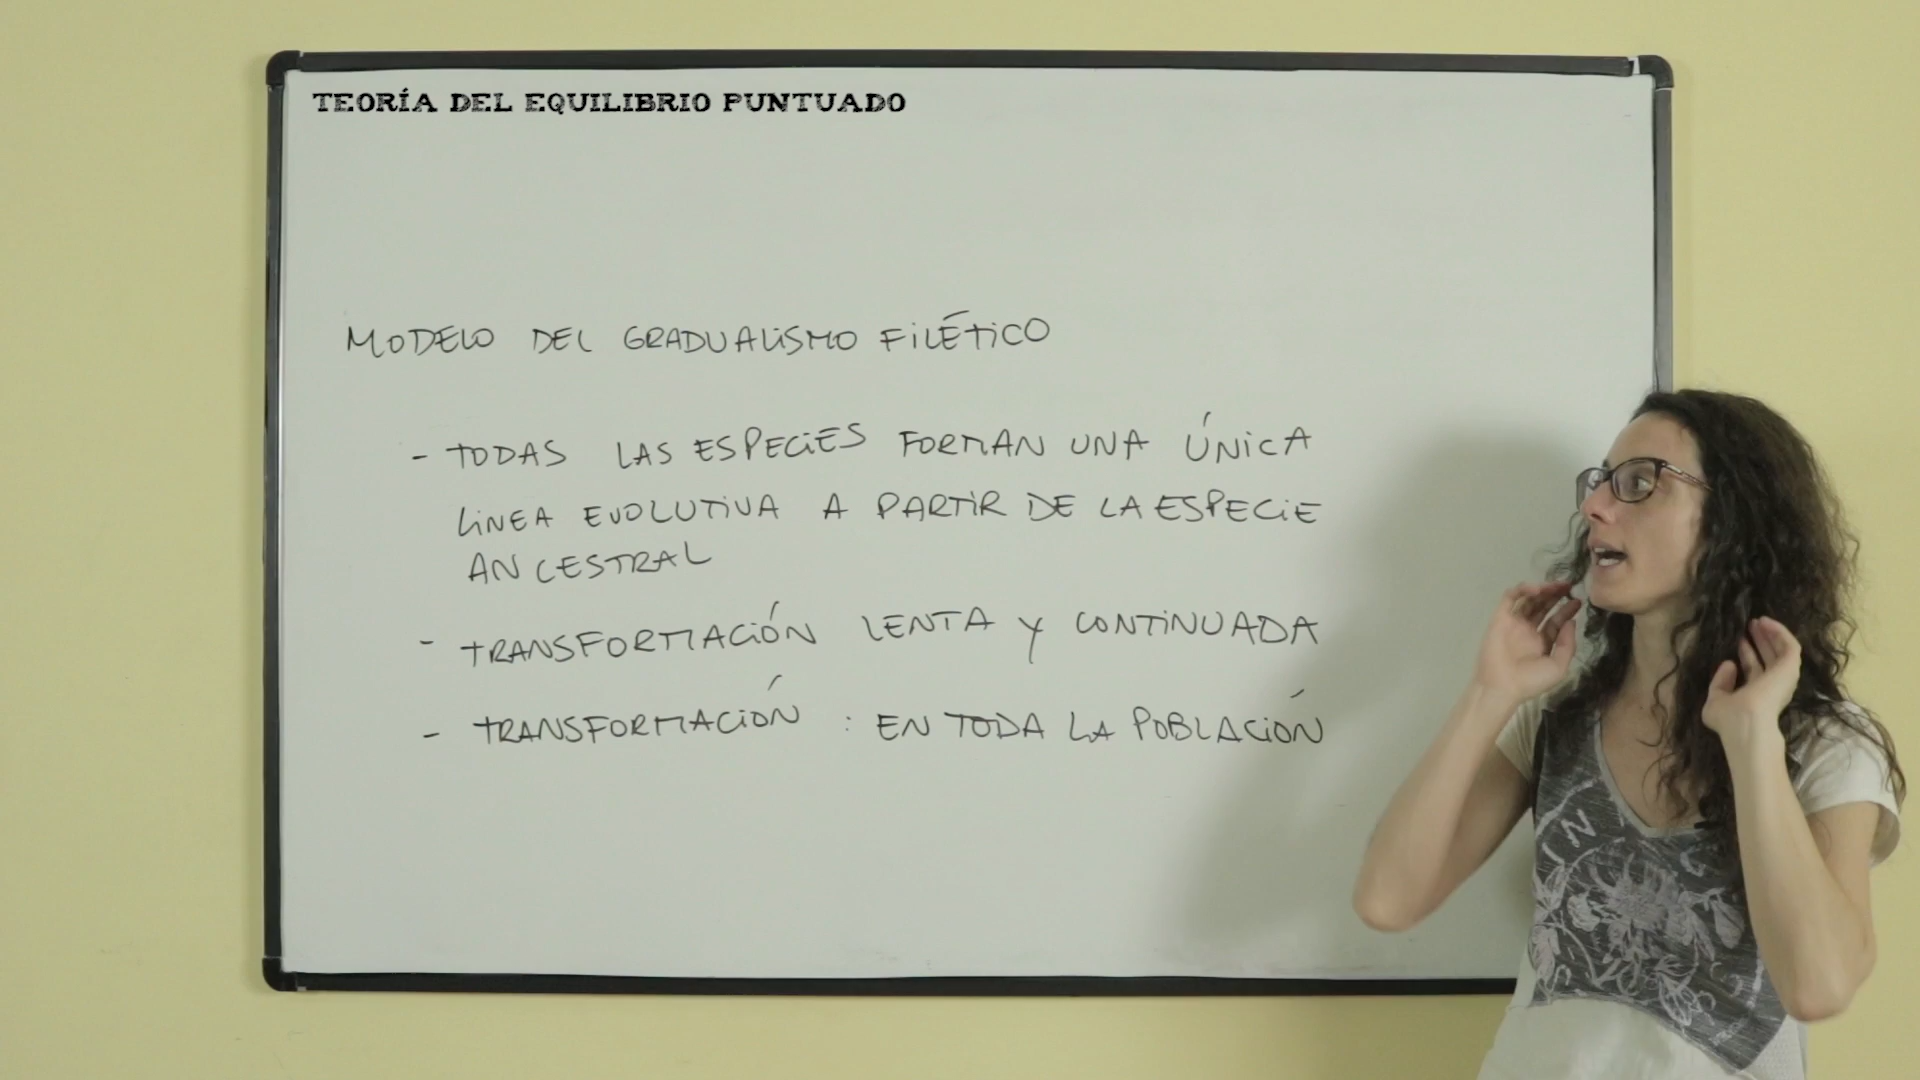 TEORÍA DEL EQUILIBRIO PUNTUADO
MODELO DEL GRADUALISMO FILÉTICO
- TODAS LAS ESPECIES FORMAN UNA ÚNICA
LINEA EVOLUTIVA A PARTIR DE LA ESPECIE
ANCESTRAL
- TRANSFORMACIÓN LENTA Y CONTINUADA
- TRANSFORMACIÓN : EN TODA LA POBLACIÓN